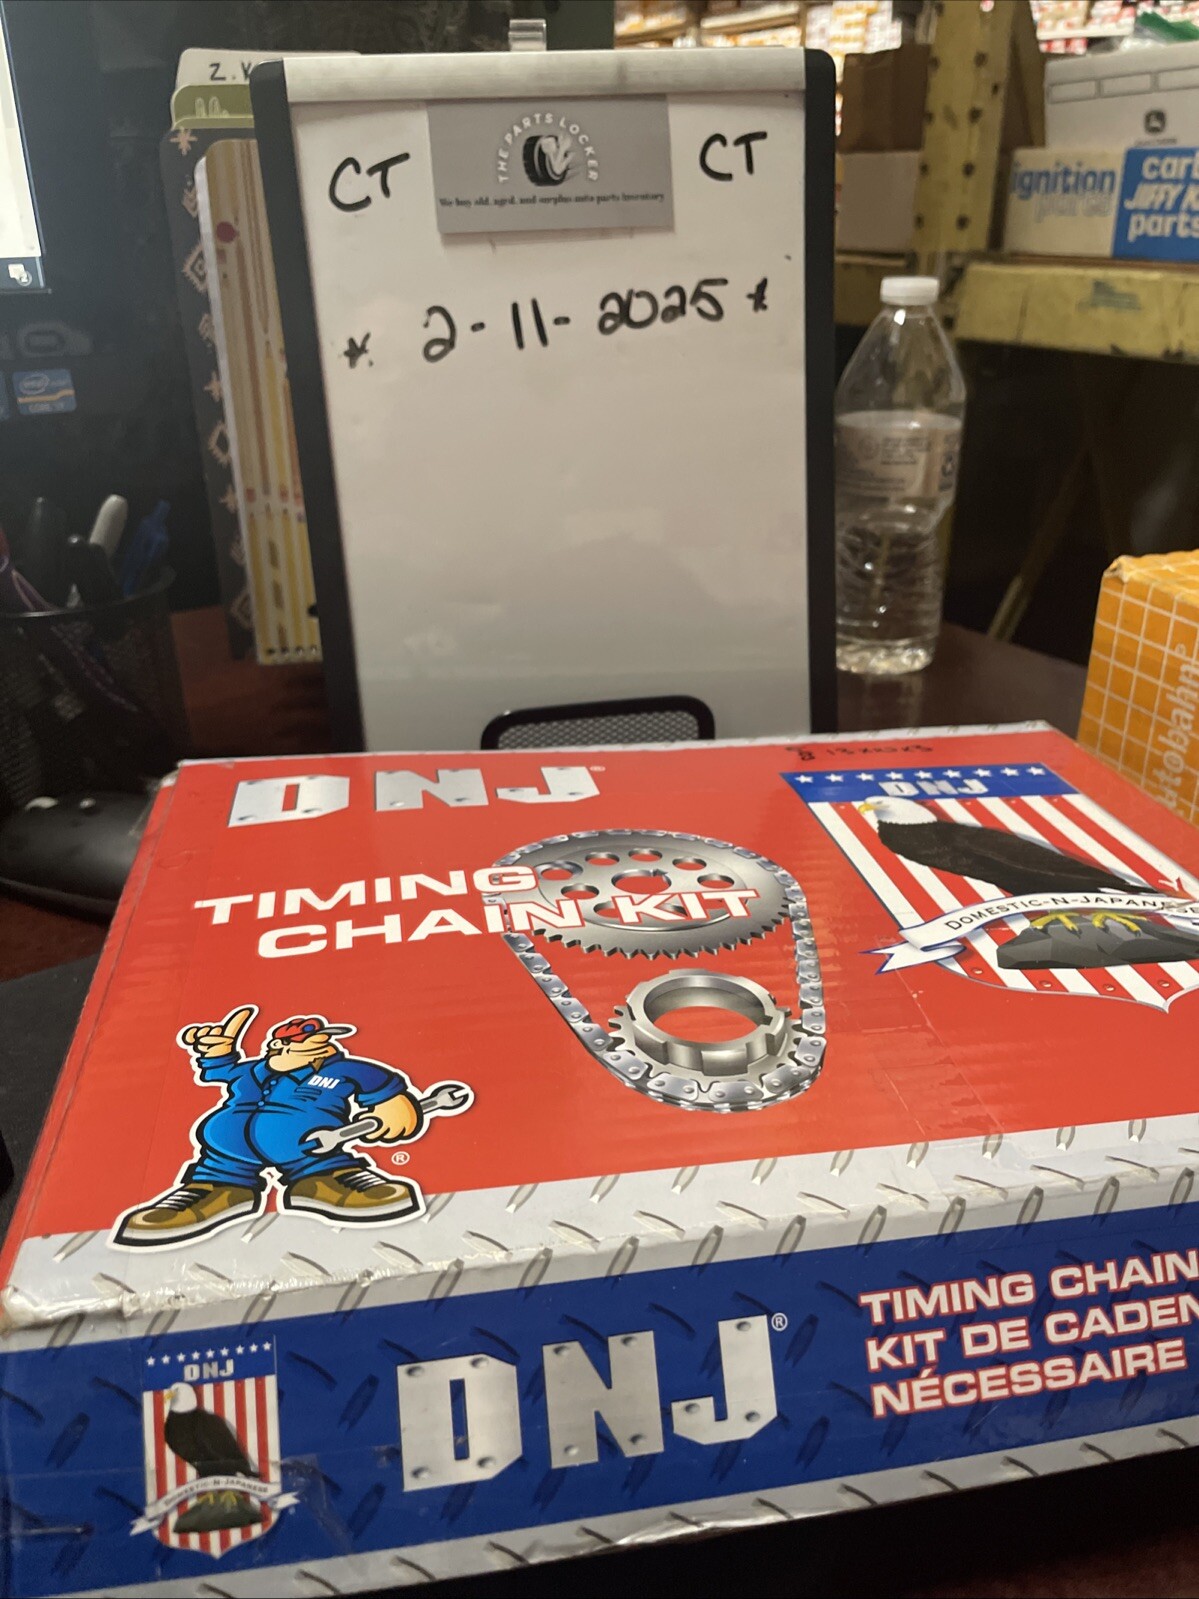 Z.
CT
THE PARTS LOCKER
We buy old, aged, and surplus auto parts inventory
CT
* 2-11-2025 *
ignition
parts
JIFFY
parts
intel
DNJ®
TIMING
CHAIN KIT
DNJ
DOMESTIC-N-JAPANESE
DNJ
®
DNJ
DOMESTIC-N-JAPANESE
DNJ®
TIMING CHAIN
KIT DE CADEN
NÉCESSAIRE